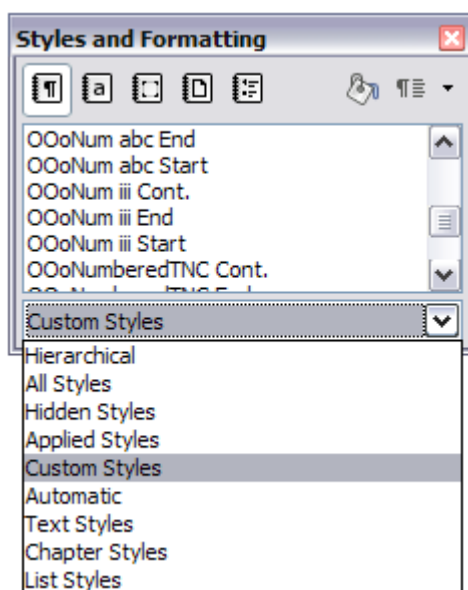 Styles and Formatting
OOoNum abc End
OOoNum abc Start
OOoNum iii Cont.
OOoNum iii End
OOoNum iii Start
OOoNumberedTNC Cont.
Custom Styles
Hierarchical
All Styles
Hidden Styles
Applied Styles
Custom Styles
Automatic
Text Styles
Chapter Styles
List Styles